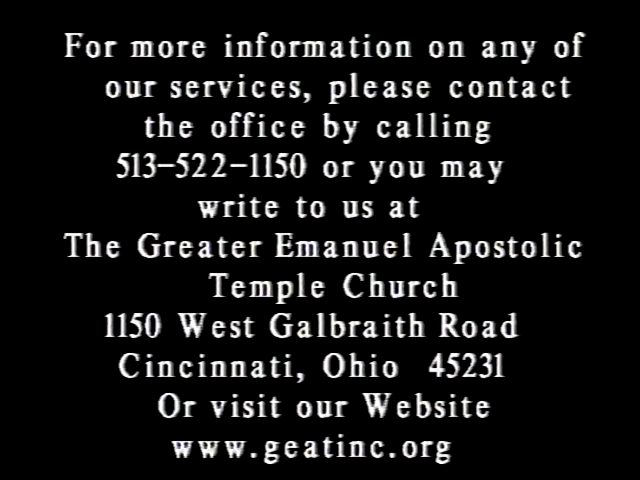 For more information on any of
our services, please contact
the office by calling
513-522-1150 or you may
write to us at
The Greater Emanuel Apostolic
Temple Church
1150 West Galbraith Road
Cincinnati, Ohio 45231
Or visit our Website
www.geatinc.org